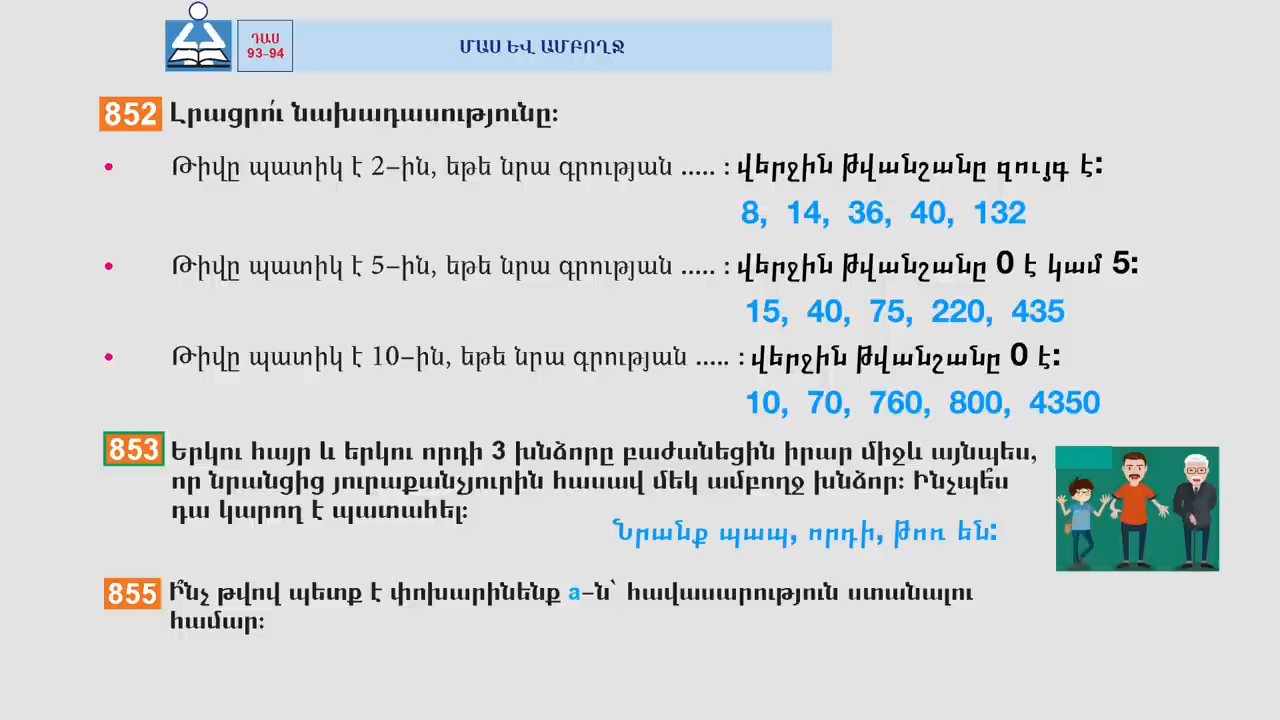 ԴԱՍ
93-94
ՄԱՍ ԵՎ ԱՄԲՈՂՋ
852 Լրացրո՛ւ նախադասությունը։
• Թիվը պատիկ է 2–ին, եթե նրա գրության ..... : վերջին թվանշանը զույգ է:
8, 14, 36, 40, 132
• Թիվը պատիկ է 5–ին, եթե նրա գրության ..... : վերջին թվանշանը 0 է կամ 5:
15, 40, 75, 220, 435
• Թիվը պատիկ է 10–ին, եթե նրա գրության ..... : վերջին թվանշանը 0 է:
10, 70, 760, 800, 4350
853 Երկու հայր և երկու որդի 3 խնձորը բաժանեցին իրար միջև այնպես,
որ նրանցից յուրաքանչյուրին հասավ մեկ ամբողջ խնձոր։ Ինչպե՞ս
դա կարող է պատահել։
Նրանք պապ, որդի, թոռ են:
855 Ի՞նչ թվով պետք է փոխարինենք a–ն՝ հավասարություն ստանալու
համար։